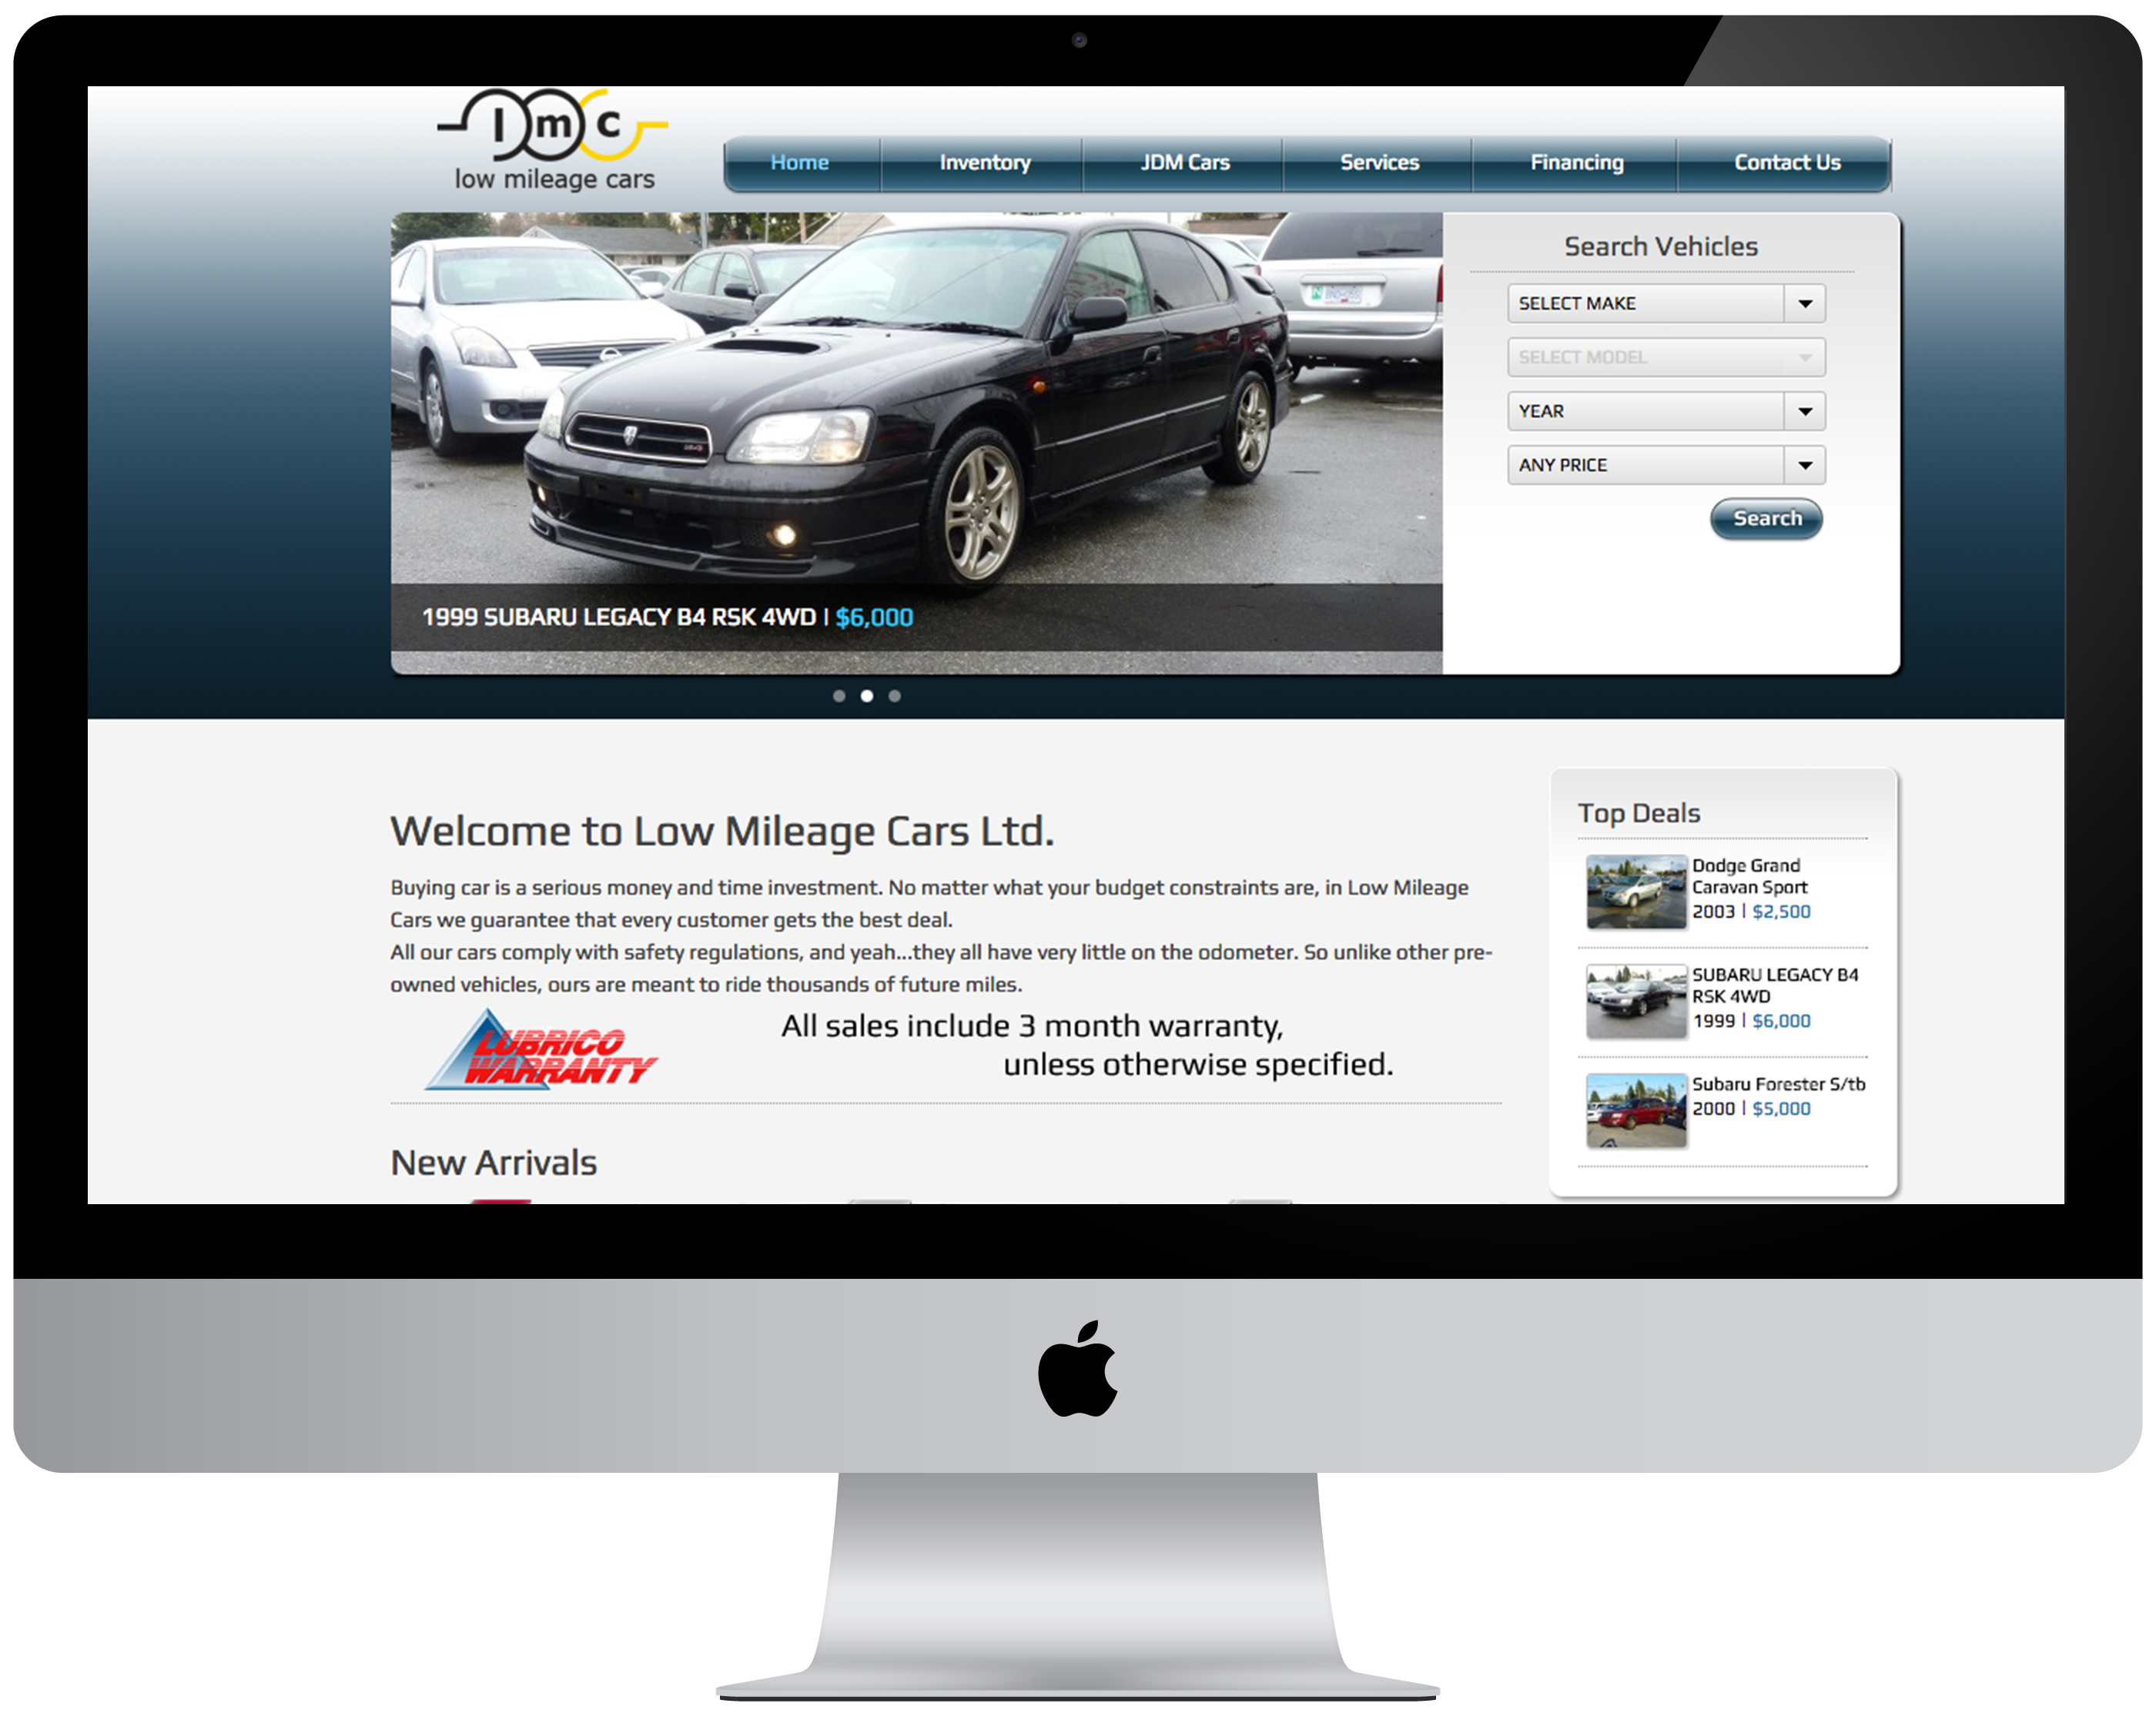 lmc
low mileage cars
Home Inventory JDM Cars Services Financing Contact Us
Search Vehicles
SELECT MAKE
SELECT MODEL
YEAR
ANY PRICE
Search
1999 SUBARU LEGACY B4 RSK 4WD | $6,000
Welcome to Low Mileage Cars Ltd.
Buying car is a serious money and time investment. No matter what your budget constraints are, in Low Mileage
Cars we guarantee that every customer gets the best deal.
All our cars comply with safety regulations, and yeah...they all have very little on the odometer. So unlike other pre-
owned vehicles, ours are meant to ride thousands of future miles.
LUBRICO
WARRANTY
All sales include 3 month warranty,
unless otherwise specified.
New Arrivals
Top Deals
Dodge Grand
Caravan Sport
2003 | $2,500
SUBARU LEGACY B4
RSK 4WD
1999 | $6,000
Subaru Forester S/tb
2000 | $5,000